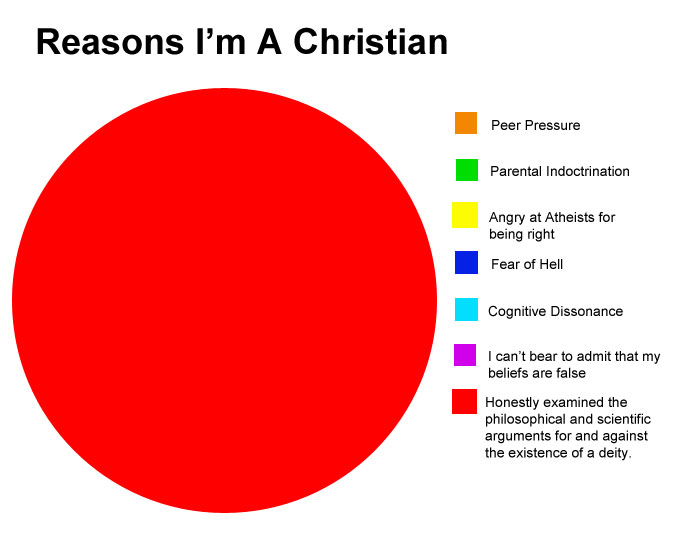 Reasons I’m A Christian
Peer Pressure
Parental Indoctrination
Angry at Atheists for
being right
Fear of Hell
Cognitive Dissonance
I can’t bear to admit that my
beliefs are false
Honestly examined the
philosophical and scientific
arguments for and against
the existence of a deity.